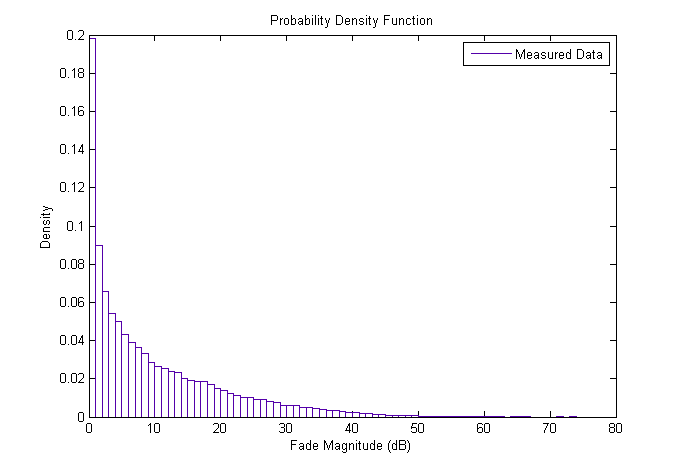 Probability Density Function
Measured Data
Density
0.2
0.18
0.16
0.14
0.12
0.1
0.08
0.06
0.04
0.02
0
0 10 20 30 40 50 60 70 80
Fade Magnitude (dB)